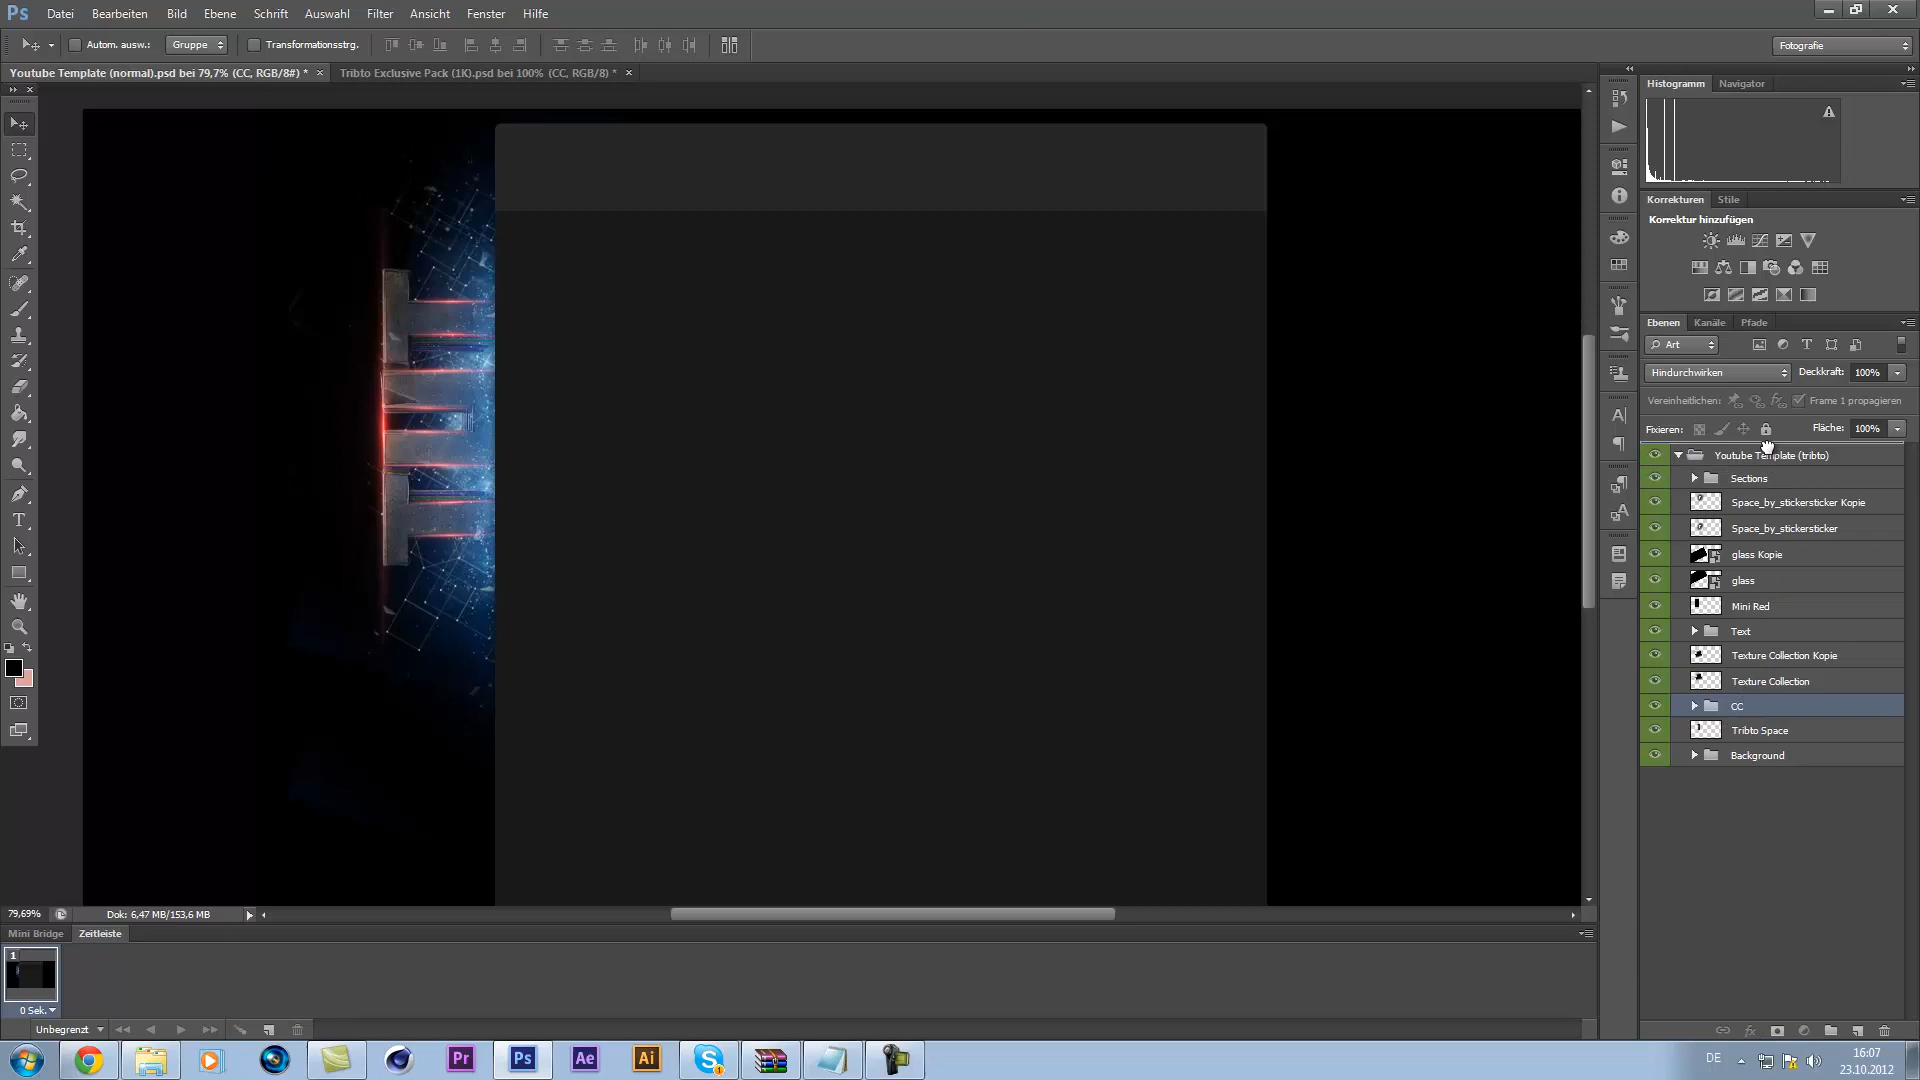 Ps Datei Bearbeiten Bild Ebene Schrift Auswahl Filter Ansicht Fenster Hilfe
Autom. ausw.: Gruppe Transformationsstrg. Fotografie
Youtube Template (normal).psd bei 79,7% (CC, RGB/8#) * Tribto Exclusive Pack (1K).psd bei 100% (CC, RGB/8) *
Histogramm Navigator
Korrekturen Stile
Korrektur hinzufügen
Ebenen Kanäle Pfade
Art
Hindurchwirken Deckkraft: 100%
Vereinheitlichen: Frame 1 propagieren
Fixieren: Fläche: 100%
Youtube Template (tribto)
Sections
Space_by_stickersticker Kopie
Space_by_stickersticker
glass Kopie
glass
Mini Red
Text
Texture Collection Kopie
Texture Collection
CC
Tribto Space
Background
79,69% Dok: 6,47 MB/153,6 MB
Mini Bridge Zeitleiste
1
0 Sek.
Unbegrenzt
Pr Ps Ae Ai
DE 16:07
23.10.2012